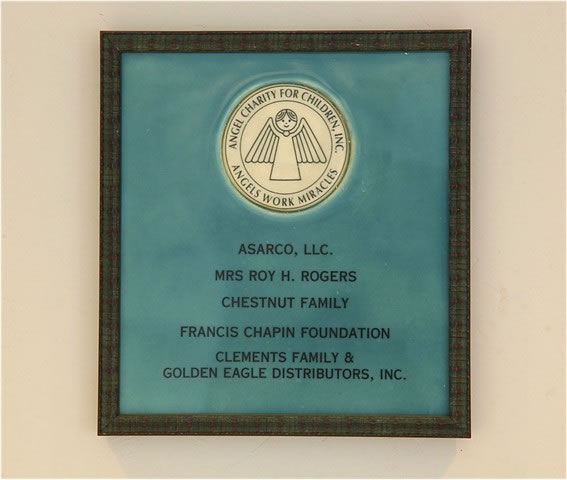 ANGEL CHARITY FOR CHILDREN, INC.
ANGELS WORK MIRACLES
ASARCO, LLC.
MRS ROY H. ROGERS
CHESTNUT FAMILY
FRANCIS CHAPIN FOUNDATION
CLEMENTS FAMILY &
GOLDEN EAGLE DISTRIBUTORS, INC.